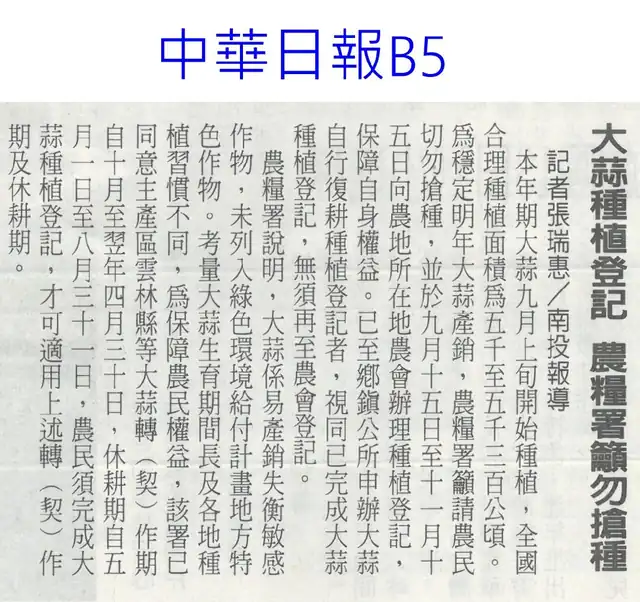 中華日報B5
大蒜種植登記　農糧署籲勿搶種
記者張瑞惠／南投報導
本年期大蒜九月上旬開始種植，全國
合理種植面積為五千至五千三百公頃。
為穩定明年大蒜產銷，農糧署籲請農民
切勿搶種，並於九月十五日至十一月十
五日向農地所在地農會辦理種植登記，
保障自身權益。已至鄉鎮公所申辦大蒜
自行復耕種植登記者，視同已完成大蒜
種植登記，無須再至農會登記。
農糧署說明，大蒜係易產銷失衡敏感
作物，未列入綠色環境給付計畫地方特
色作物。考量大蒜生育期間長及各地種
植習慣不同，為保障農民權益，該署已
同意主產區雲林縣等大蒜轉（契）作期
自十月至翌年四月三十日，休耕期自五
月一日至八月三十一日，農民須完成大
蒜種植登記，才可適用上述轉（契）作
期及休耕期。